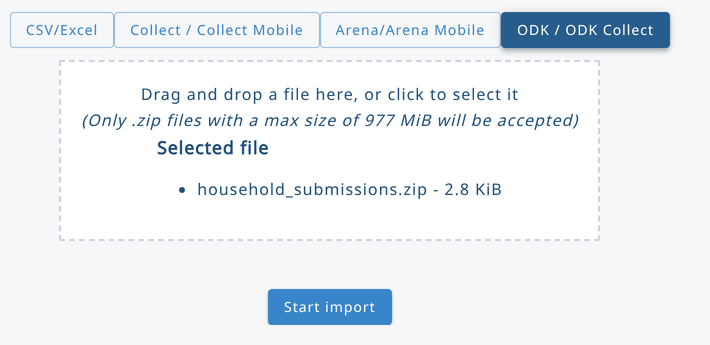 CSV/Excel
Collect / Collect Mobile
Arena/Arena Mobile
ODK / ODK Collect
Drag and drop a file here, or click to select it
(Only .zip files with a max size of 977 MiB will be accepted)
Selected file
• household_submissions.zip - 2.8 KiB
Start import